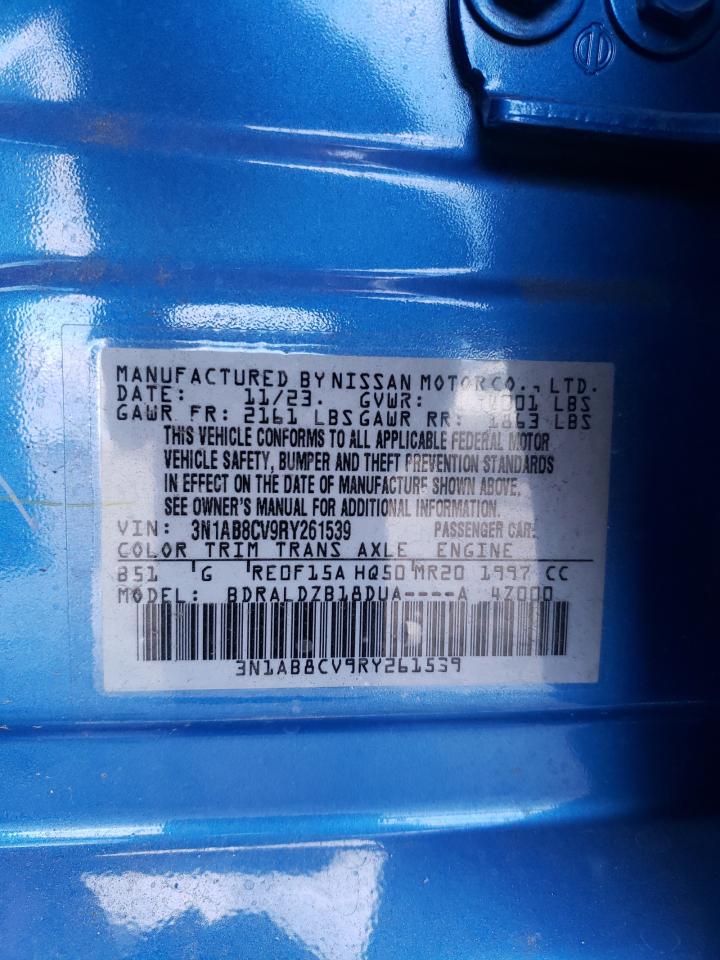 MANUFACTURED BY NISSAN MOTOR CO., LTD.
DATE: 11/23. GVWR: LBS
GAWR FR: 2161 LBS GAWR RR: 1863 LBS
THIS VEHICLE CONFORMS TO ALL APPLICABLE FEDERAL MOTOR
VEHICLE SAFETY, BUMPER AND THEFT PREVENTION STANDARDS
IN EFFECT ON THE DATE OF MANUFACTURE SHOWN ABOVE,
SEE OWNER'S MANUAL FOR ADDITIONAL INFORMATION.
VIN: 3N1AB8CV9RY261539 PASSENGER CAR
COLOR TRIM TRANS AXLE ENGINE
B51 G RE0F15A HQ50 MR20 1997 CC
MODEL: BDRALDZB18DUA----A 4Z000
3N1AB8CV9RY261539